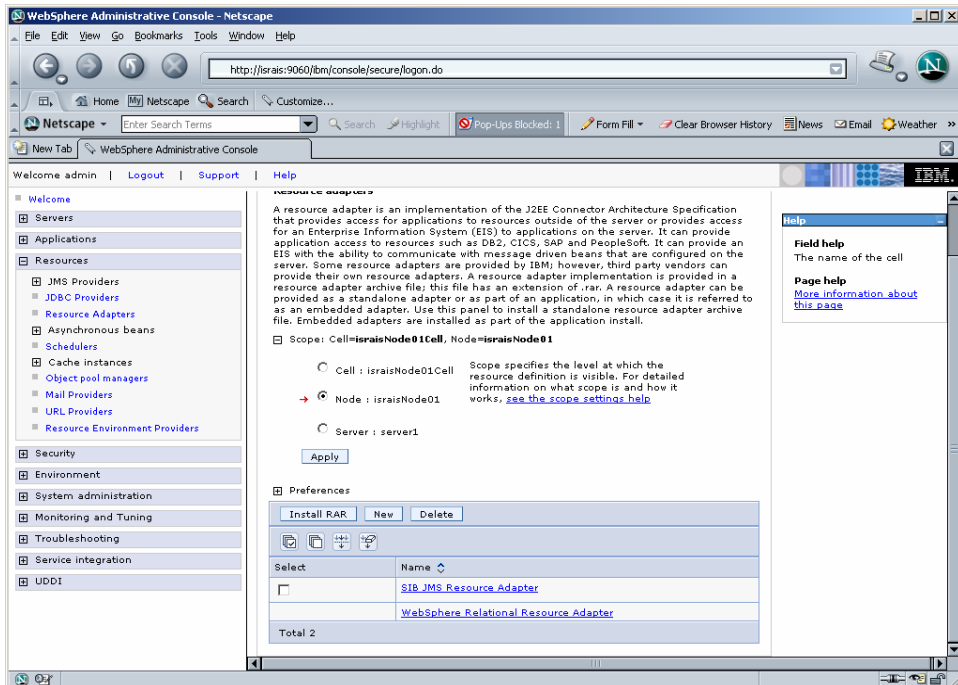 WebSphere Administrative Console - Netscape
File Edit View Go Bookmarks Tools Window Help
http://israis:9060/ibm/console/secure/logon.do
N
Home My Netscape Search Customize...
Netscape Enter Search Terms Search Highlight Pop-Ups Blocked: 1 Form Fill Clear Browser History News Email Weather »
New Tab WebSphere Administrative Console
Welcome admin | Logout | Support | Help
IBM.
Welcome
Servers
Applications
Resources
JMS Providers
JDBC Providers
Resource Adapters
Asynchronous beans
Schedulers
Cache instances
Object pool managers
Mail Providers
URL Providers
Resource Environment Providers
Security
Environment
System administration
Monitoring and Tuning
Troubleshooting
Service integration
UDDI
Resource adapters
A resource adapter is an implementation of the J2EE Connector Architecture Specification
that provides access for applications to resources outside of the server or provides access
for an Enterprise Information System (EIS) to applications on the server. It can provide
application access to resources such as DB2, CICS, SAP and PeopleSoft. It can provide an
EIS with the ability to communicate with message driven beans that are configured on the
server. Some resource adapters are provided by IBM; however, third party vendors can
provide their own resource adapters. A resource adapter implementation is provided in a
resource adapter archive file; this file has an extension of .rar. A resource adapter can be
provided as a standalone adapter or as part of an application, in which case it is referred to
as an embedded adapter. Use this panel to install a standalone resource adapter archive
file. Embedded adapters are installed as part of the application install.
Scope: Cell=israisNode01Cell, Node=israisNode01
Cell : israisNode01Cell
Node : israisNode01
Server : server1
Scope specifies the level at which the
resource definition is visible. For detailed
information on what scope is and how it
works, see the scope settings help
Apply
Preferences
Install RAR New Delete
Select Name
SIB JMS Resource Adapter
WebSphere Relational Resource Adapter
Total 2
Help
Field help
The name of the cell
Page help
More information about
this page